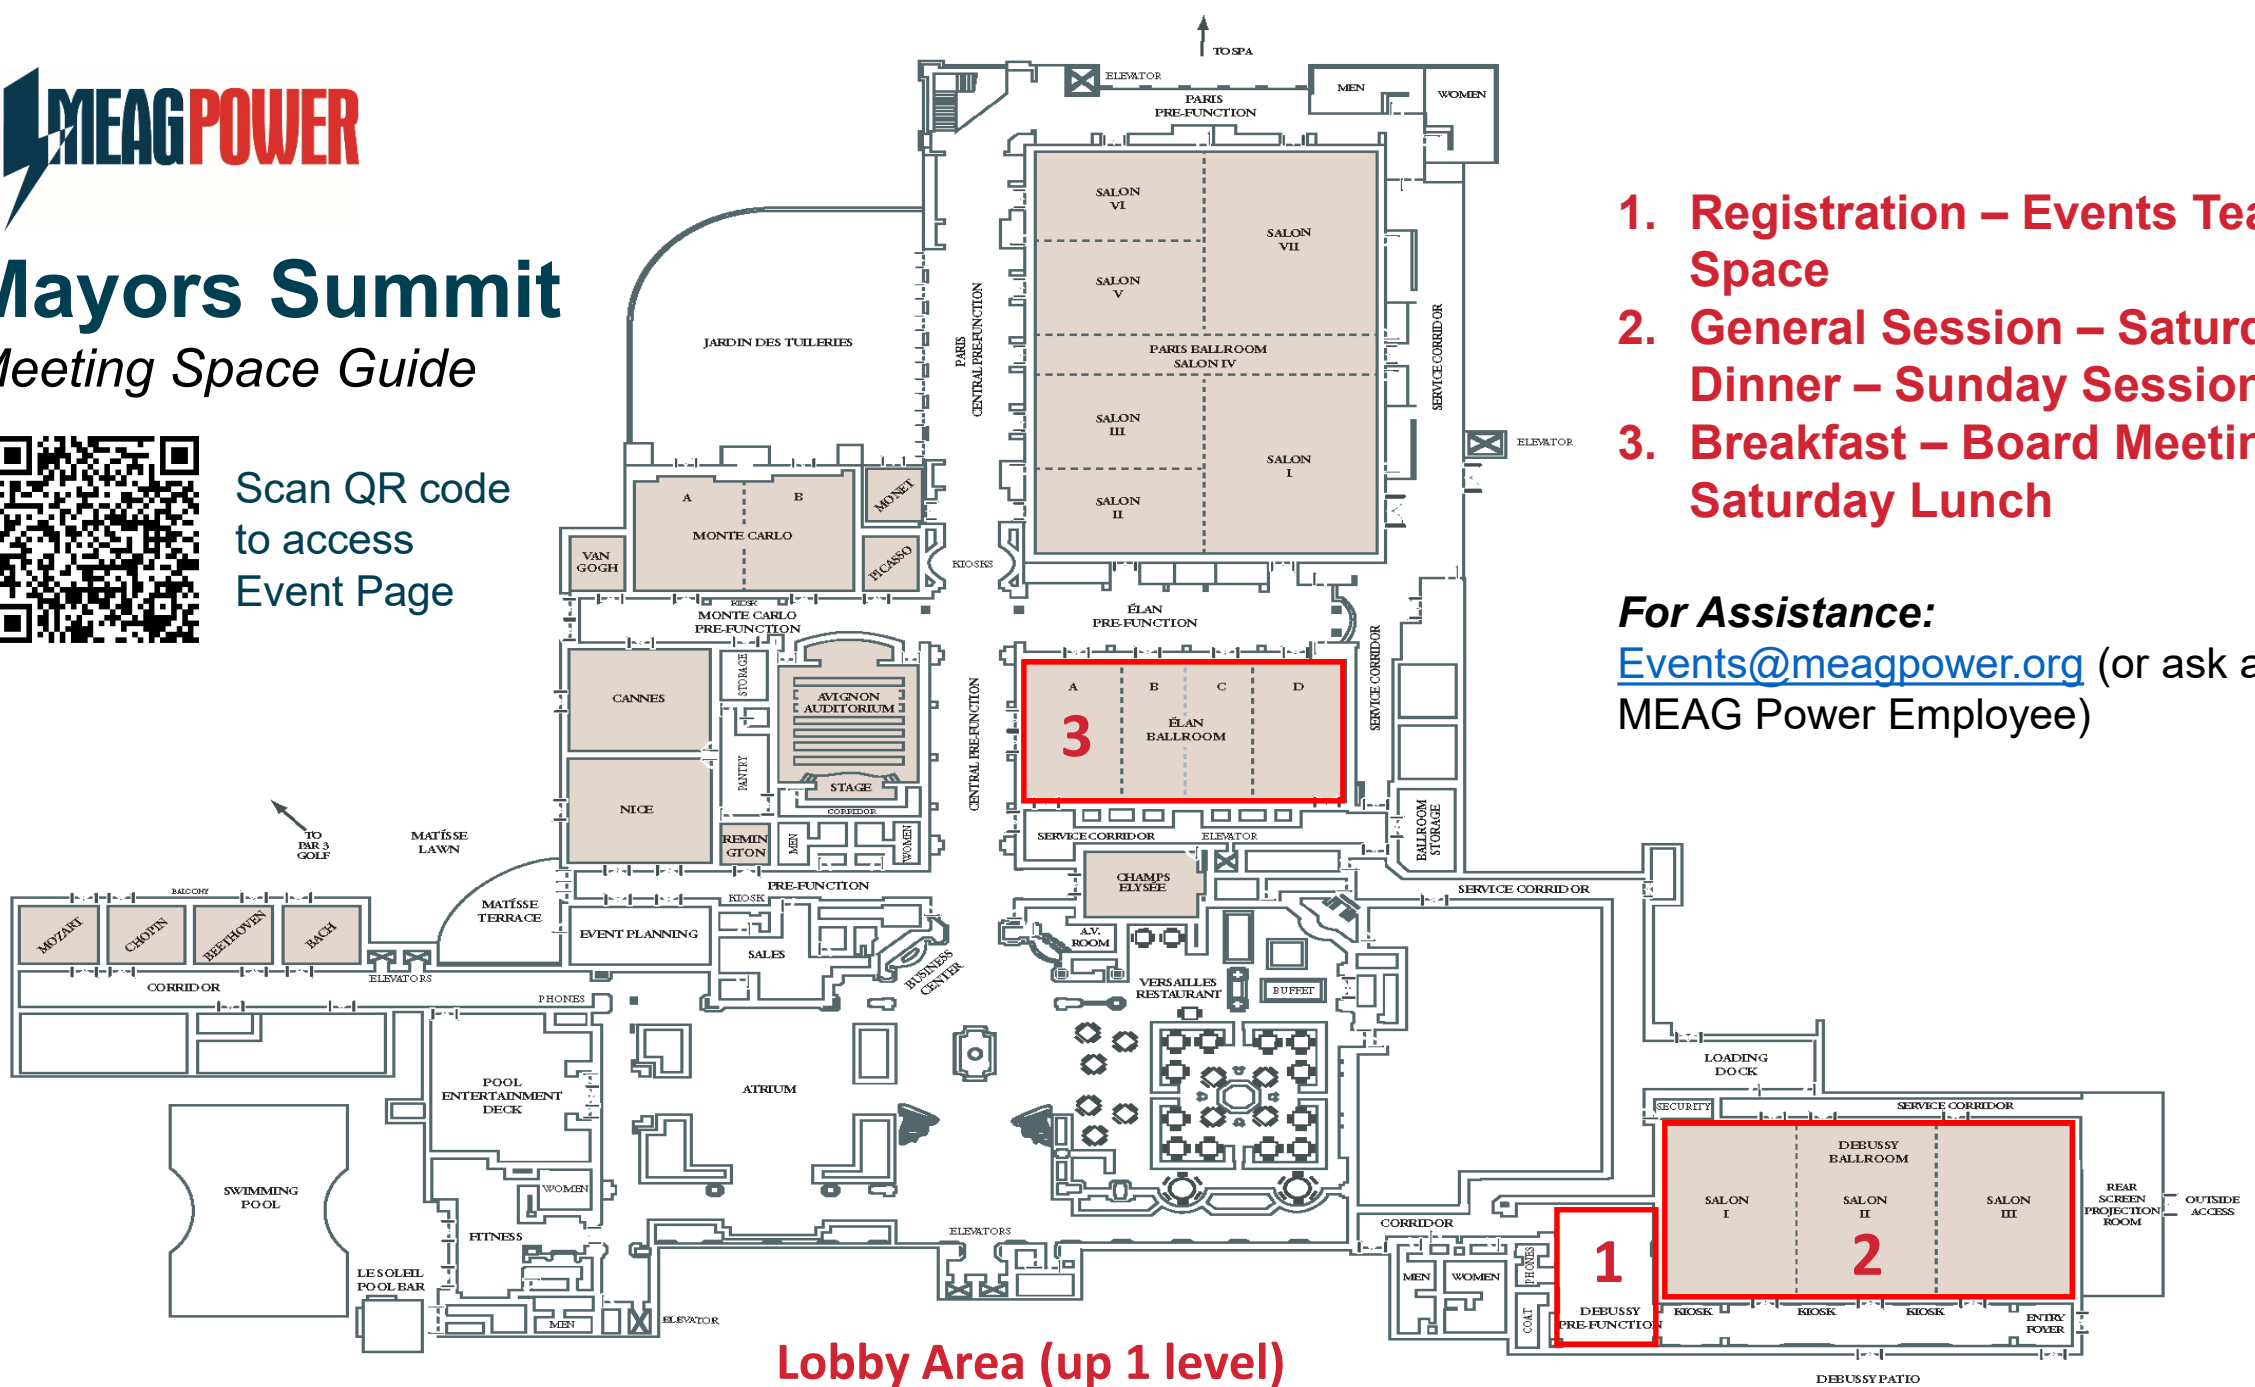 MEAG POWER
Mayors Summit
Meeting Space Guide
Scan QR code
to access
Event Page
1. Registration – Events Tea
Space
2. General Session – Saturd
Dinner – Sunday Session
3. Breakfast – Board Meetin
Saturday Lunch
For Assistance:
Events@meagpower.org (or ask a
MEAG Power Employee)
TO SPA
ELEVATOR
PARIS
PRE-FUNCTION
MEN
WOMEN
SALON
VI
SALON
VII
SALON
V
PARIS BALLROOM
SALON IV
SALON
III
SALON
I
SALON
II
PARIS
CENTRAL PRE-FUNCTION
SERVICE CORRIDOR
ELEVATOR
JARDIN DES TUILERIES
A
B
MONTE CARLO
MONET
PICASSO
VAN
GOGH
KIOSKS
KIOSK
MONTE CARLO
PRE-FUNCTION
ÉLAN
PRE-FUNCTION
SERVICE CORRIDOR
CANNES
STORAGE
AVIGNON
AUDITORIUM
STAGE
CORRIDOR
PANTRY
NICE
REMIN
GTON
MEN
WOMEN
CENTRAL PRE-FUNCTION
A
B
C
D
3
ÉLAN
BALLROOM
SERVICE CORRIDOR
ELEVATOR
BALLROOM
STORAGE
TO
PAR 3
GOLF
MATÍSSE
LAWN
MATÍSSE
TERRACE
BALCONY
MOZART
CHOPIN
BEETHOVEN
BACH
CORRIDOR
ELEVATORS
PRE-FUNCTION
KIOSK
EVENT PLANNING
SALES
BUSINESS
CENTER
PHONES
CHAMPS
ELYSÉE
A.V.
ROOM
VERSAILLES
RESTAURANT
BUFFET
SERVICE CORRIDOR
POOL
ENTERTAINMENT
DECK
ATRIUM
SWIMMING
POOL
WOMEN
FITNESS
LE SOLEIL
POOL BAR
MEN
ELEVATOR
ELEVATORS
LOADING
DOCK
SECURITY
SERVICE CORRIDOR
DEBUSSY
BALLROOM
SALON
I
SALON
II
SALON
III
2
REAR
SCREEN
PROJECTION
ROOM
OUTSIDE
ACCESS
CORRIDOR
MEN
WOMEN
PHONES
COAT
1
DEBUSSY
PRE-FUNCTION
KIOSK
KIOSK
KIOSK
ENTRY
FOYER
DEBUSSY PATIO
Lobby Area (up 1 level)